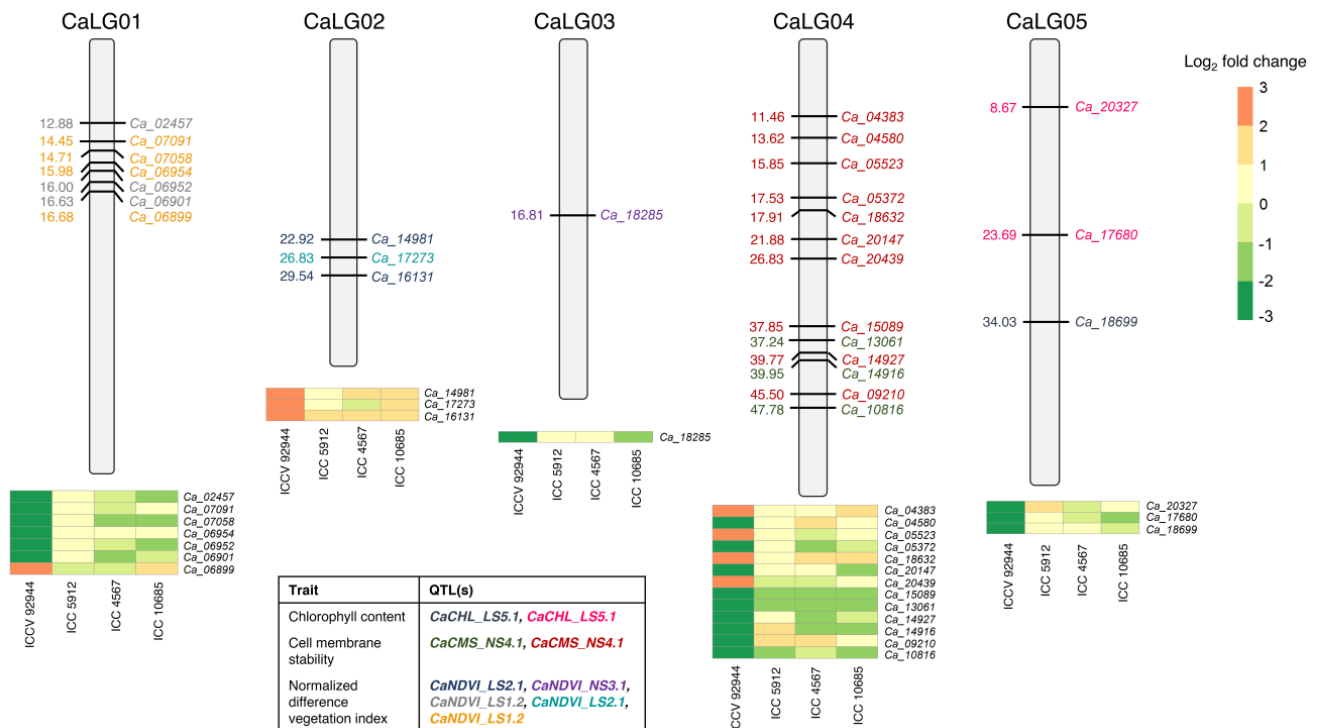 CaLG01
CaLG02
CaLG03
CaLG04
CaLG05
Log2 fold change
3
2
1
0
-1
-2
-3
12.88 Ca_02457
14.45 Ca_07091
14.71 Ca_07058
15.98 Ca_06954
16.00 Ca_06952
16.63 Ca_06901
16.68 Ca_06899
22.92 Ca_14981
26.83 Ca_17273
29.54 Ca_16131
16.81 Ca_18285
11.46 Ca_04383
13.62 Ca_04580
15.85 Ca_05523
17.53 Ca_05372
17.91 Ca_18632
21.88 Ca_20147
26.83 Ca_20439
37.85 Ca_15089
37.24 Ca_13061
39.77 Ca_14927
39.95 Ca_14916
45.50 Ca_09210
47.78 Ca_10816
8.67 Ca_20327
23.69 Ca_17680
34.03 Ca_18699
Ca_02457
Ca_07091
Ca_07058
Ca_06954
Ca_06952
Ca_06901
Ca_06899
ICCV 92944
ICC 5912
ICC 4567
ICC 10685
Ca_14981
Ca_17273
Ca_16131
ICCV 92944
ICC 5912
ICC 4567
ICC 10685
Ca_18285
ICCV 92944
ICC 5912
ICC 4567
ICC 10685
Ca_04383
Ca_04580
Ca_05523
Ca_05372
Ca_18632
Ca_20147
Ca_20439
Ca_15089
Ca_13061
Ca_14927
Ca_14916
Ca_09210
Ca_10816
CCV 92944
ICC 5912
ICC 4567
ICC 10685
Ca_20327
Ca_17680
Ca_18699
ICCV 92944
ICC 5912
ICC 4567
ICC 10685
Trait QTL(s)
Chlorophyll content CaCHL_LS5.1, CaCHL_LS5.1
Cell membrane CaCMS_NS4.1, CaCMS_NS4.1
stability
Normalized CaNDVI_LS2.1, CaNDVI_NS3.1,
difference CaNDVI_LS1.2, CaNDVI_LS2.1,
vegetation index CaNDVI_LS1.2